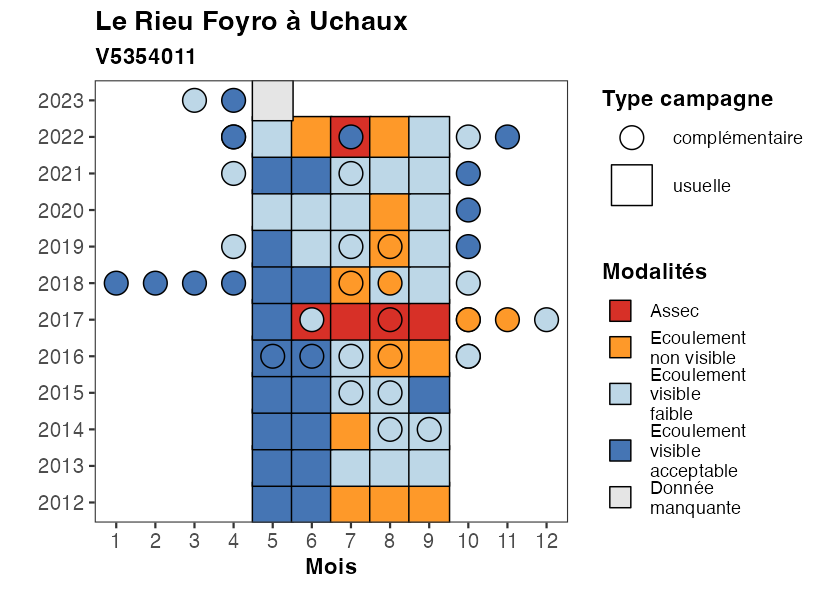 Le Rieu Foyro à Uchaux
V5354011
2023
2022
2021
2020
2019
2018
2017
2016
2015
2014
2013
2012
1 2 3 4 5 6 7 8 9 10 11 12
Mois
Type campagne
complémentaire
usuelle
Modalités
Assec
Ecoulement
non visible
Ecoulement
visible
faible
Ecoulement
visible
acceptable
Donnée
manquante